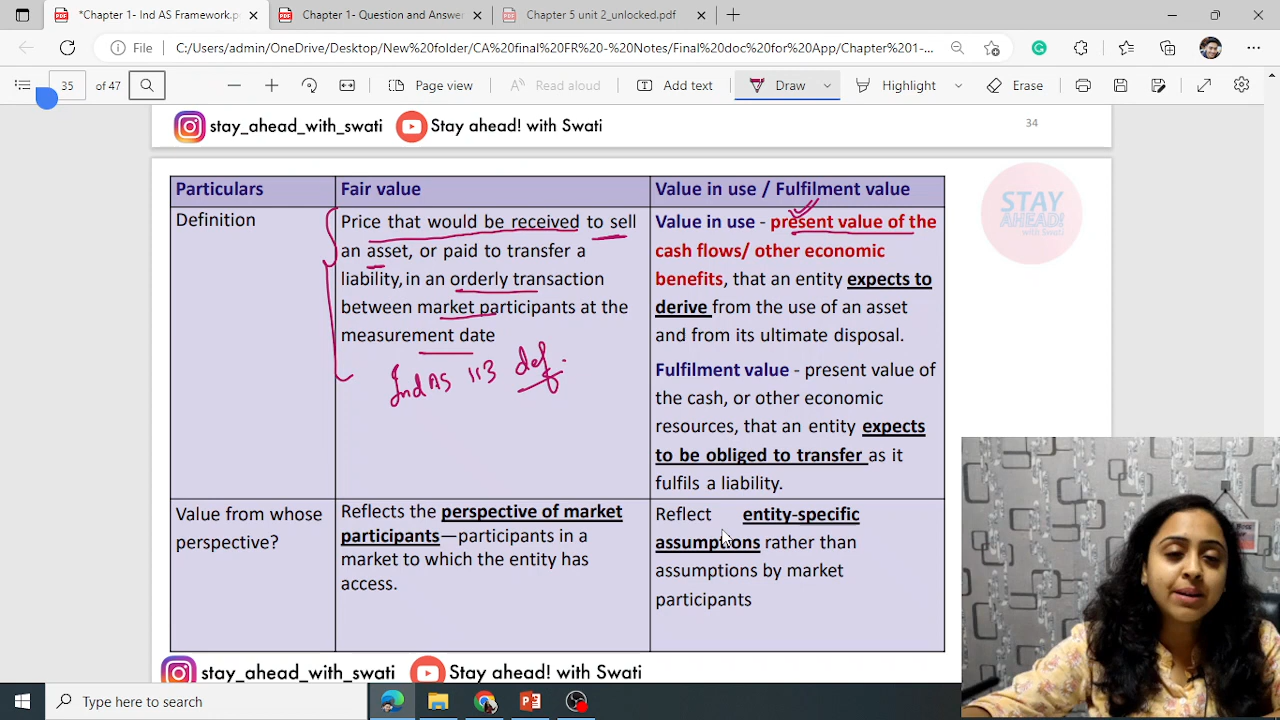 *Chapter 1- Ind AS Framework.p
Chapter 1- Question and Answer
Chapter 5 unit 2_unlocked.pdf
File
C:/Users/admin/OneDrive/Desktop/New%20folder/CA%20Final%20FR%20-%20Notes/Final%20doc%20for%20App/Chapter%201-...
35 of 47
Page view
Read aloud
Add text
Draw
Highlight
Erase
stay_ahead_with_swati Stay ahead! with Swati
34
Particulars Fair value Value in use / Fulfilment value
Definition
Price that would be received to sell
an asset, or paid to transfer a
liability, in an orderly transaction
between market participants at the
measurement date
Ind AS 113 def.
Value in use - present value of the
cash flows/ other economic
benefits, that an entity expects to
derive from the use of an asset
and from its ultimate disposal.
Fulfilment value - present value of
the cash, or other economic
resources, that an entity expects
to be obliged to transfer as it
fulfils a liability.
STAY
AHEAD!
with Swati
Value from whose
perspective?
Reflects the perspective of market
participants—participants in a
market to which the entity has
access.
Reflect entity-specific
assumptions rather than
assumptions by market
participants
stay_ahead_with_swati Stay ahead! with Swati
Type here to search